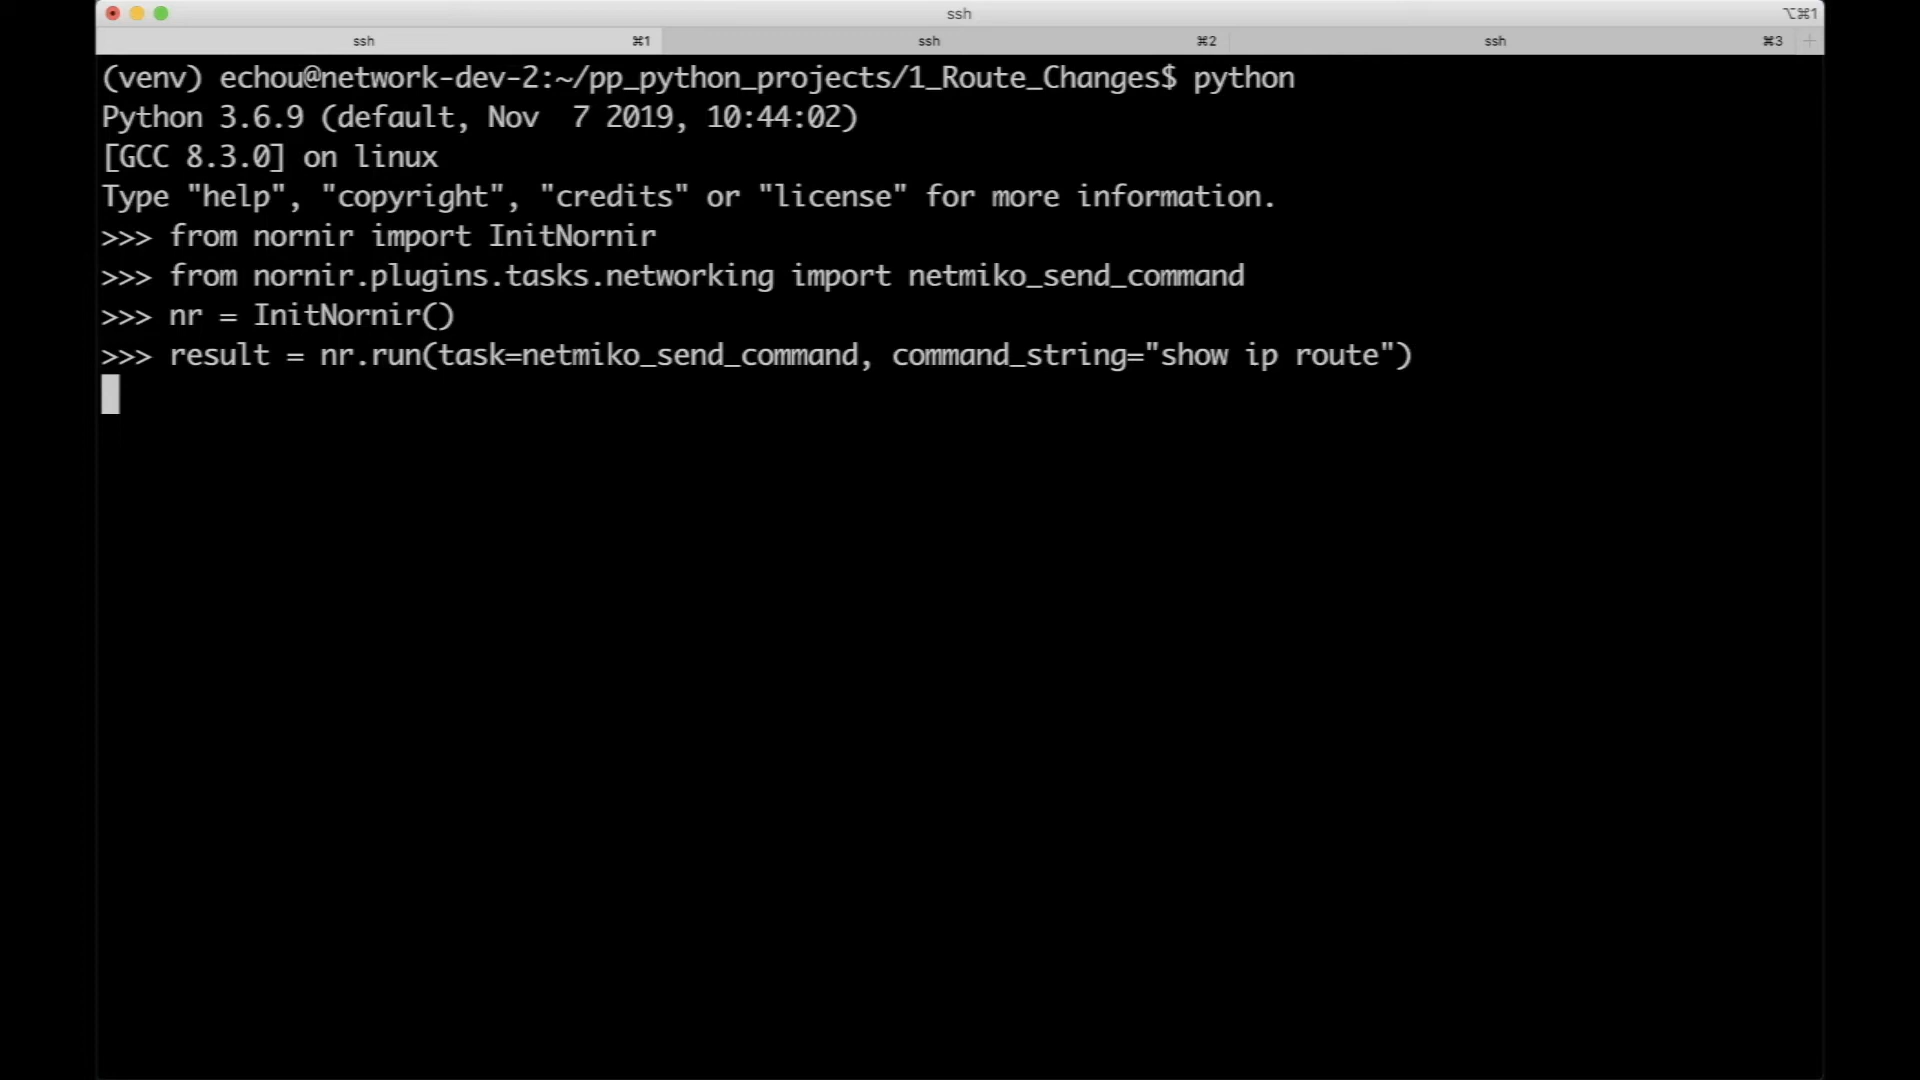 ssh ⌥⌘1
ssh ⌘1 ssh ⌘2 ssh ⌘3 +
(venv) echou@network-dev-2:~/pp_python_projects/1_Route_Changes$ python
Python 3.6.9 (default, Nov  7 2019, 10:44:02)
[GCC 8.3.0] on linux
Type "help", "copyright", "credits" or "license" for more information.
>>> from nornir import InitNornir
>>> from nornir.plugins.tasks.networking import netmiko_send_command
>>> nr = InitNornir()
>>> result = nr.run(task=netmiko_send_command, command_string="show ip route")